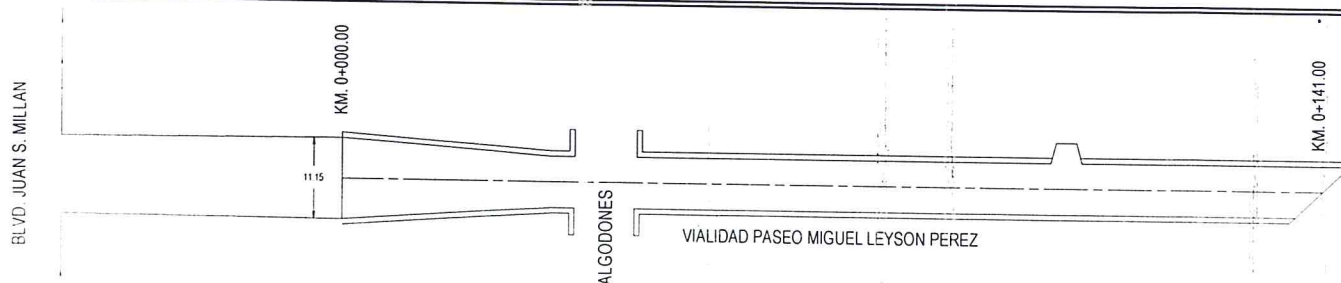 BLVD. JUAN S. MILLAN
KM. 0+000.00
11.15
ALGODONES
VIALIDAD PASEO MIGUEL LEYSON PEREZ
KM. 0+141.00